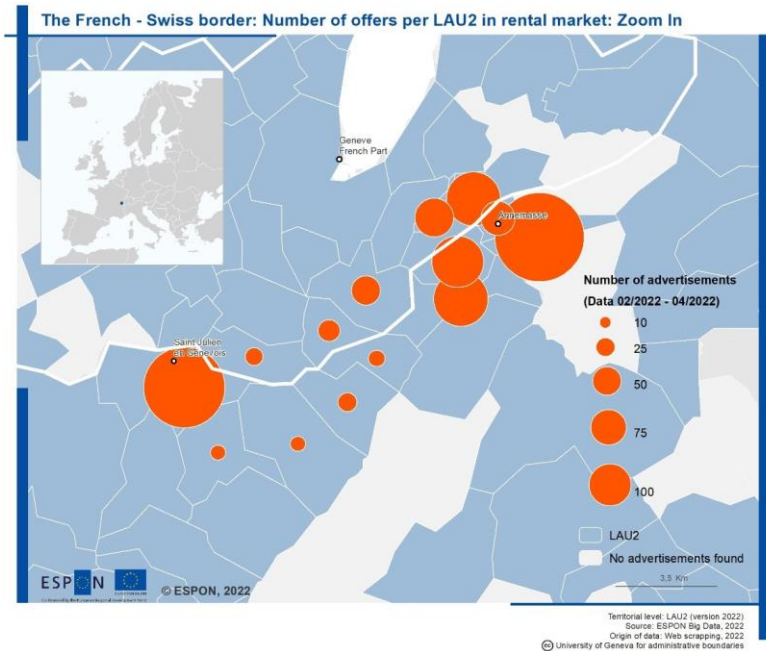 The French - Swiss border: Number of offers per LAU2 in rental market: Zoom In
Geneve
French Part
Annemasse
Number of advertisements
(Data 02/2022 - 04/2022)
10
25
50
75
100
Saint Julien
en Genevois
LAU2
No advertisements found
3,5 Km
ESPON
© ESPON, 2022
Territorial level: LAU2 (version 2022)
Source: ESPON Big Data, 2022
Origin of data: Web scrapping, 2022
cc University of Geneva for administrative boundaries